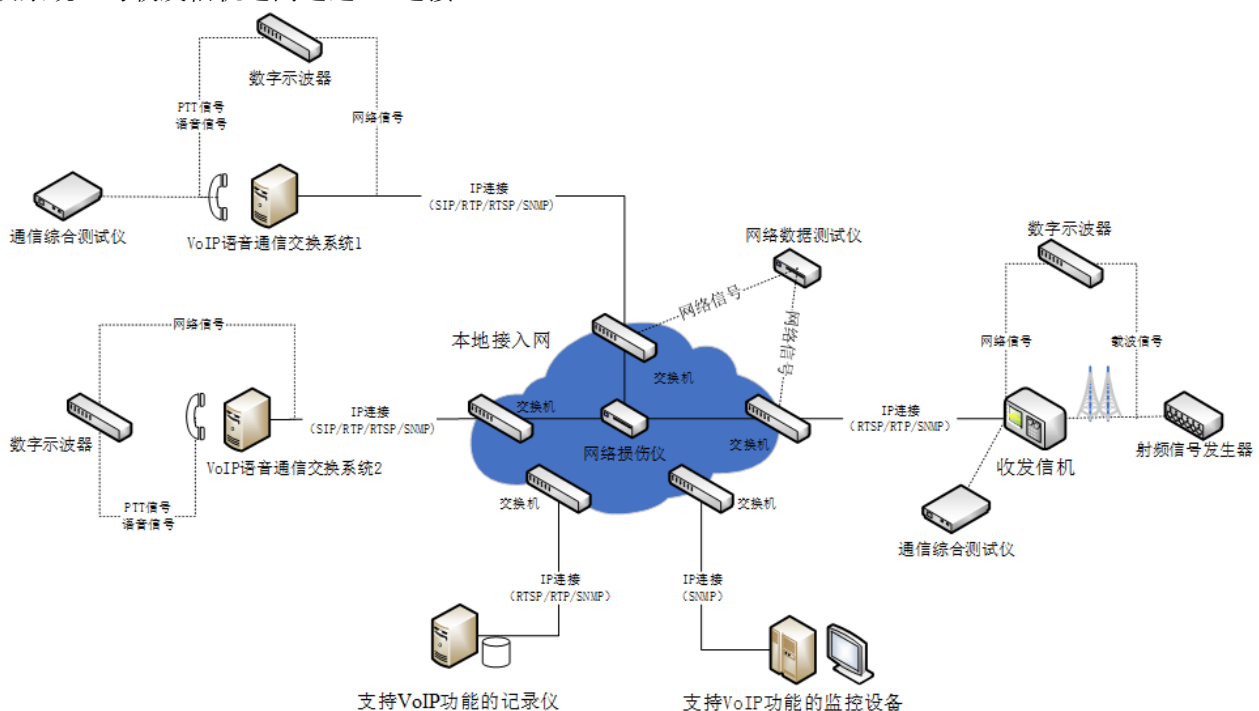 数字示波器
PTT信号
语音信号
网络信号
IP连接
(SIP/RTP/RTSP/SNMP)
通信综合测试仪
VoIP语音通信交换系统1
网络数据测试仪
数字示波器
网络信号
网络信号
网络信号
本地接入网
网络信号
载波信号
交换机
交换机
IP连接
(SIP/RTP/RTSP/SNMP)
IP连接
(RTSP/RTP/SNMP)
数字示波器
VoIP语音通信交换系统2
网络损伤仪
交换机
收发信机
射频信号发生器
PTT信号
语音信号
交换机
交换机
通信综合测试仪
IP连接
(RTSP/RTP/SNMP)
IP连接
(SNMP)
支持VoIP功能的记录仪
支持VoIP功能的监控设备